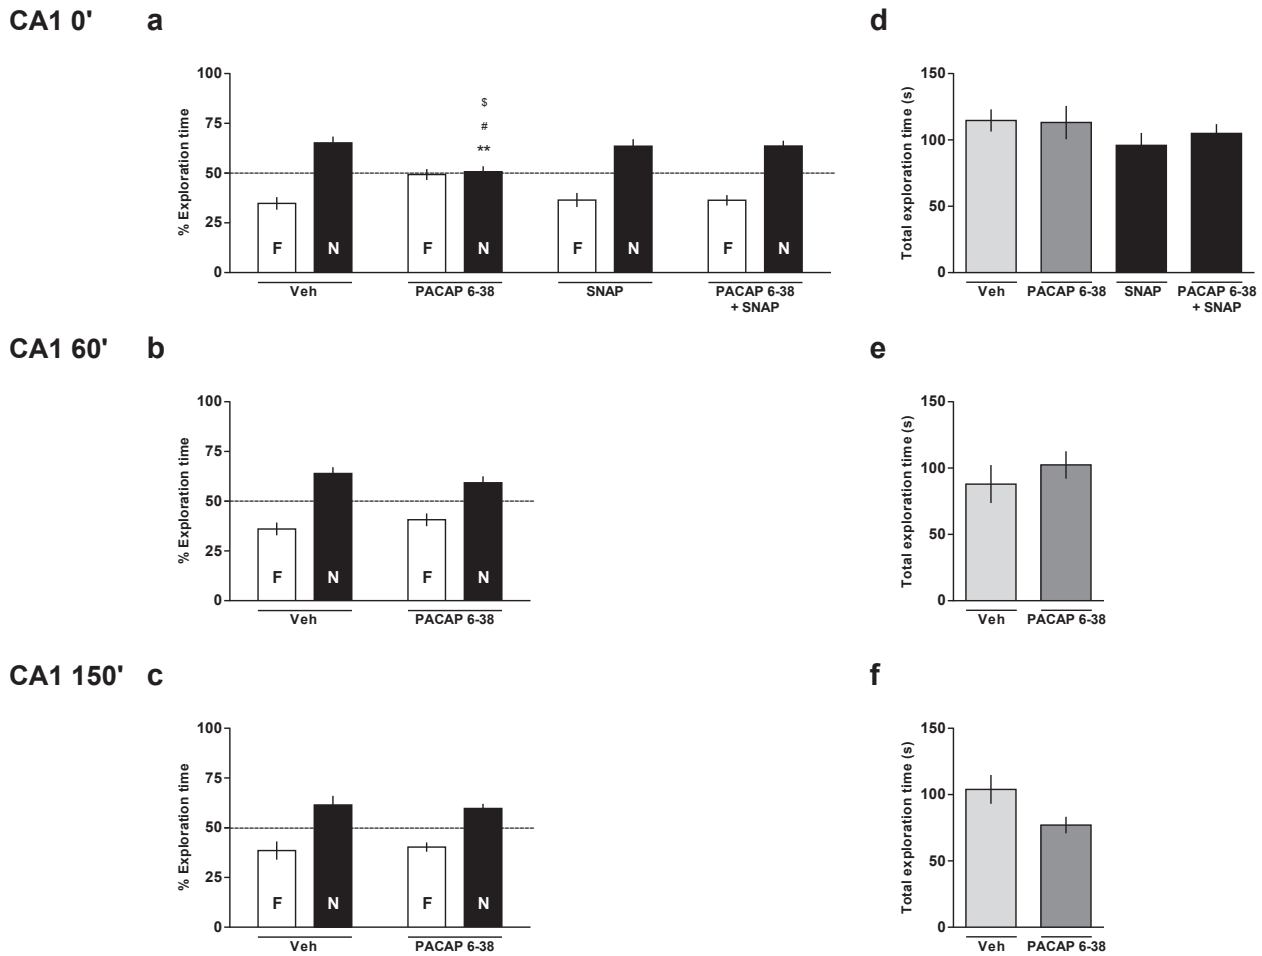 CA1 0' a
% Exploration time
100
75
50
25
0
$
#
**
F N F N F N F N
Veh PACAP 6-38 SNAP PACAP 6-38
+ SNAP
d
Total exploration time (s)
150
100
50
0
Veh PACAP 6-38 SNAP PACAP 6-38
+ SNAP
CA1 60' b
% Exploration time
100
75
50
25
0
F N F N
Veh PACAP 6-38
e
Total exploration time (s)
150
100
50
0
Veh PACAP 6-38
CA1 150' c
% Exploration time
100
75
50
25
0
F N F N
Veh PACAP 6-38
f
Total exploration time (s)
150
100
50
0
Veh PACAP 6-38